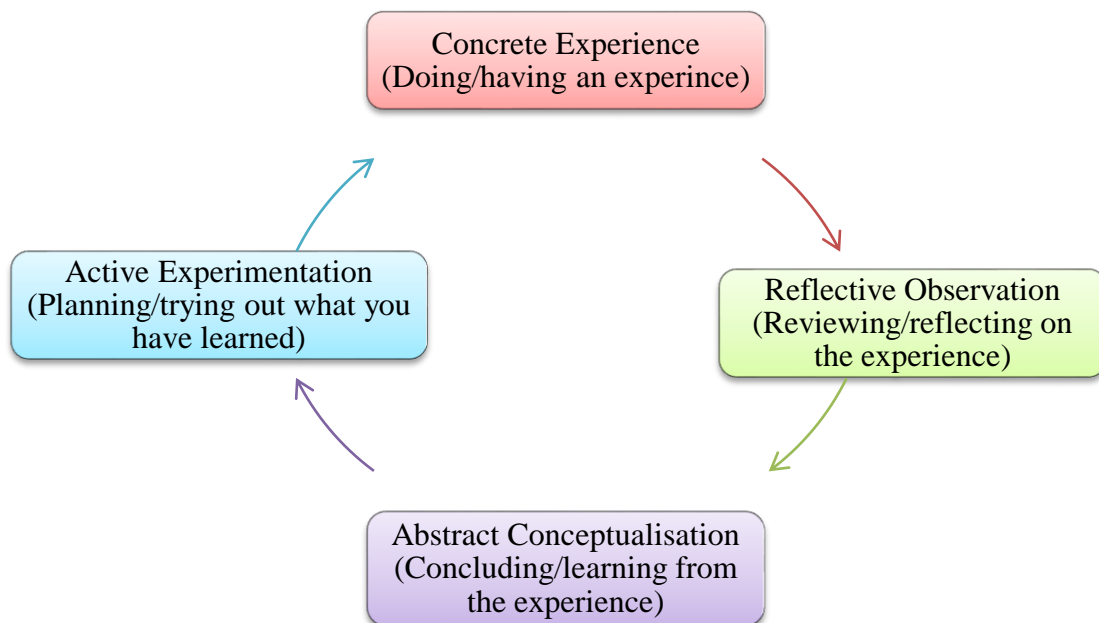 Concrete Experience
(Doing/having an experince)
Active Experimentation
(Planning/trying out what you
have learned)
Reflective Observation
(Reviewing/reflecting on
the experience)
Abstract Conceptualisation
(Concluding/learning from
the experience)